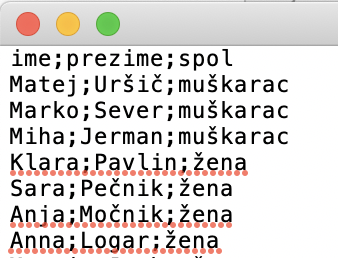 ime;prezime;spol
Matej;Uršič;muškarac
Marko;Sever;muškarac
Miha;Jerman;muškarac
Klara;Pavlin;žena
Sara;Pečnik;žena
Anja;Močnik;žena
Anna;Logar;žena